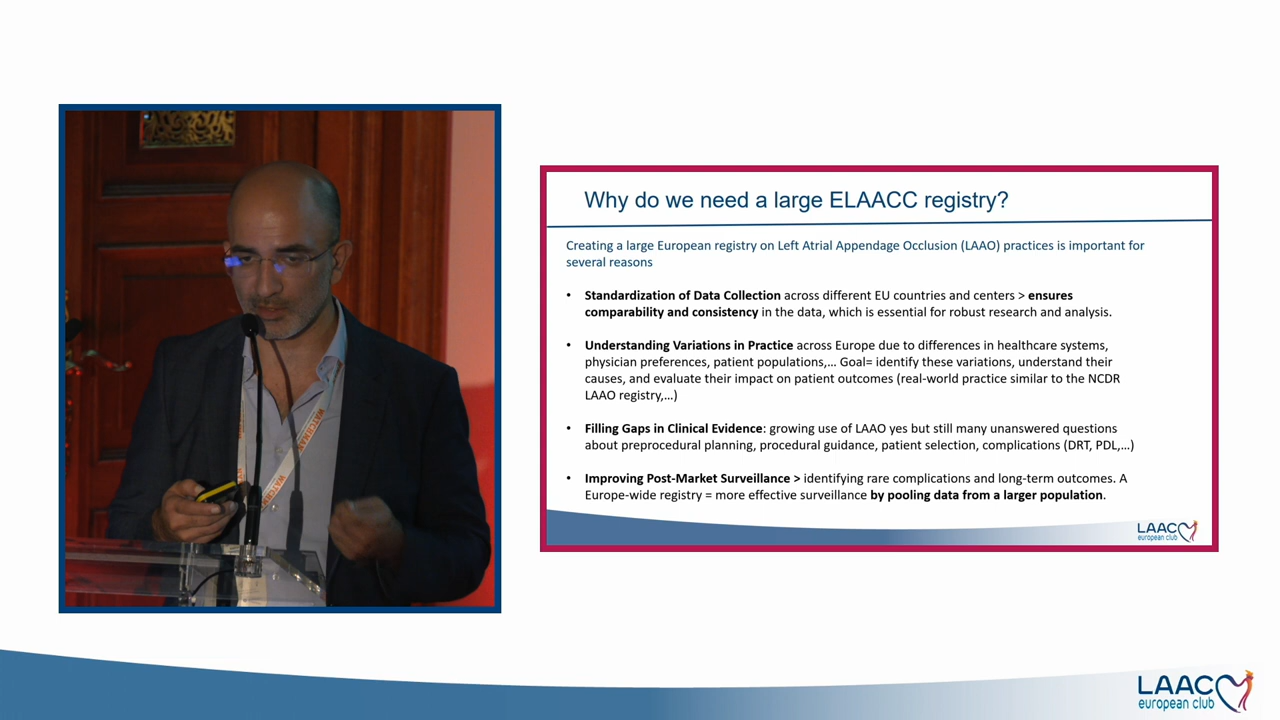 WATCHMAN
Why do we need a large ELAACC registry?
Creating a large European registry on Left Atrial Appendage Occlusion (LAAO) practices is important for
several reasons
• Standardization of Data Collection across different EU countries and centers > ensures
comparability and consistency in the data, which is essential for robust research and analysis.
• Understanding Variations in Practice across Europe due to differences in healthcare systems,
physician preferences, patient populations,... Goal= identify these variations, understand their
causes, and evaluate their impact on patient outcomes (real-world practice similar to the NCDR
LAAO registry,...)
• Filling Gaps in Clinical Evidence: growing use of LAAO yes but still many unanswered questions
about preprocedural planning, procedural guidance, patient selection, complications (DRT, PDL,...)
• Improving Post-Market Surveillance > identifying rare complications and long-term outcomes. A
Europe-wide registry = more effective surveillance by pooling data from a larger population.
LAAC
european club
LAAC
european club